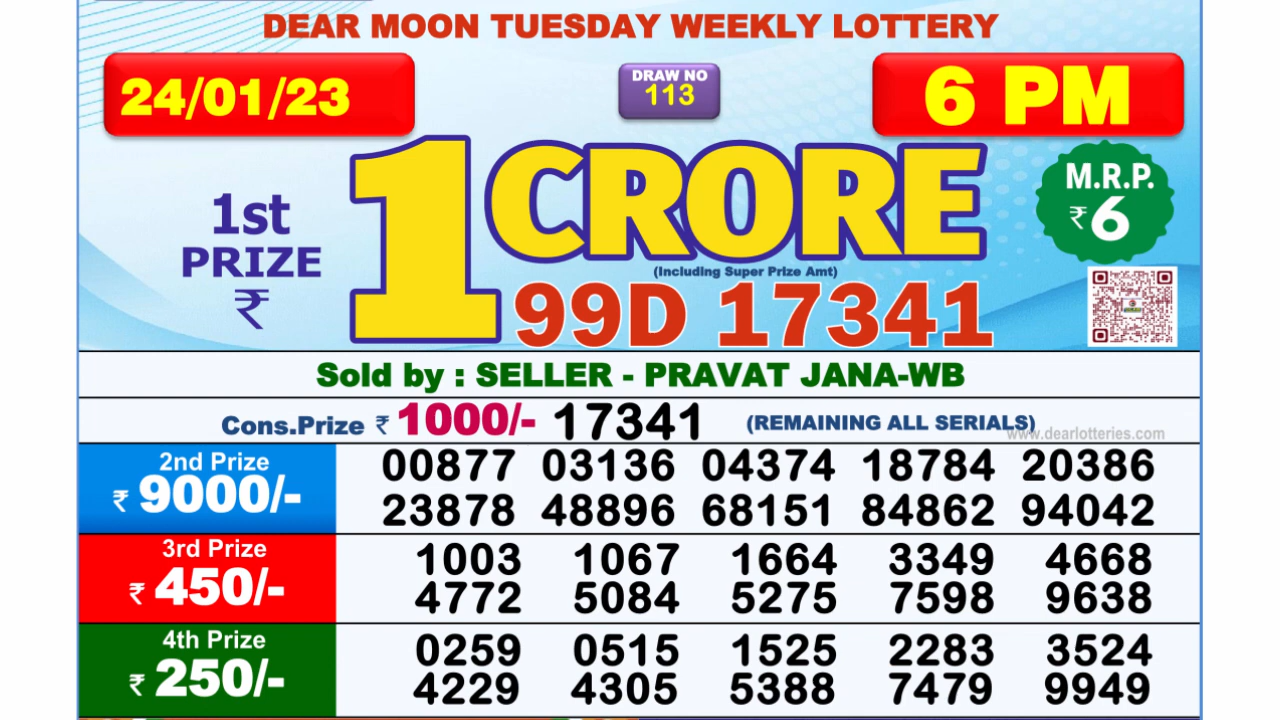 DEAR MOON TUESDAY WEEKLY LOTTERY
24/01/23
DRAW NO
113
6 PM
1st
PRIZE
₹
1 CRORE
(Including Super Prize Amt)
M.R.P.
₹6
99D 17341
Sold by : SELLER - PRAVAT JANA-WB
Cons.Prize ₹ 1000/- 17341 (REMAINING ALL SERIALS)
www.dearlotteries.com
2nd Prize
₹ 9000/-
00877 03136 04374 18784 20386
23878 48896 68151 84862 94042
3rd Prize
₹ 450/-
1003 1067 1664 3349 4668
4772 5084 5275 7598 9638
4th Prize
₹ 250/-
0259 0515 1525 2283 3524
4229 4305 5388 7479 9949